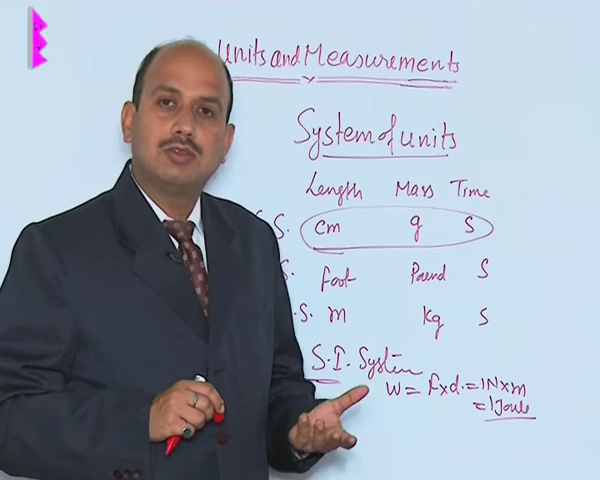 Units and Measurements
System of units
Length Mass Time
S. cm g S
S. Foot Pound S
.S. m Kg S
S.I. System
W = F x d. = 1N x m
= 1 Joule